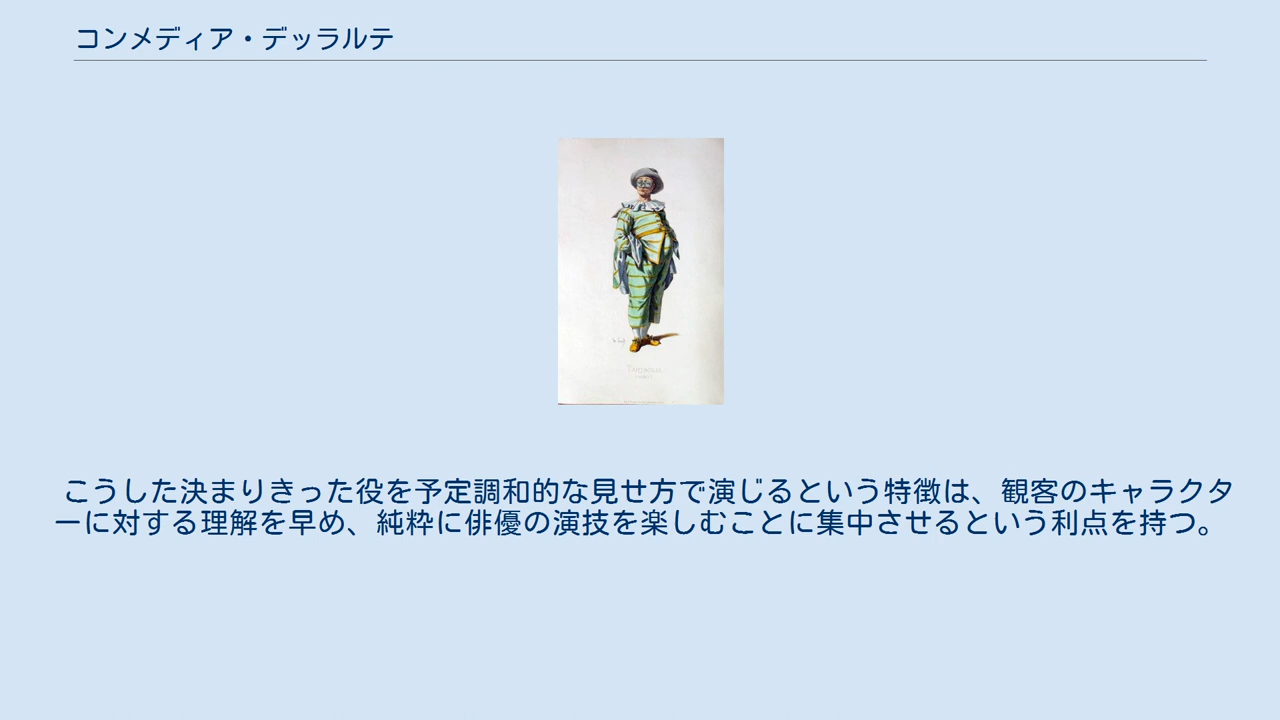 コンメディア・デッラルテ
こうした決まりきった役を予定調和的な見せ方で演じるという特徴は、観客のキャラクタ
ーに対する理解を早め、純粋に俳優の演技を楽しむことに集中させるという利点を持つ。